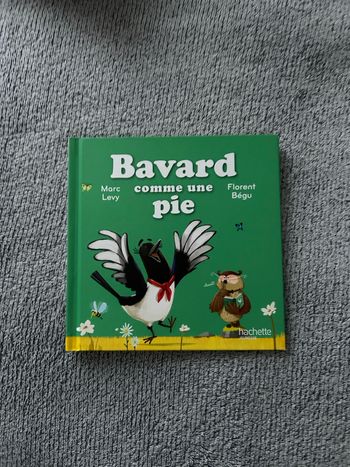 Bavard
comme une
pie
Marc
Levy
Florent
Bégu
hachette